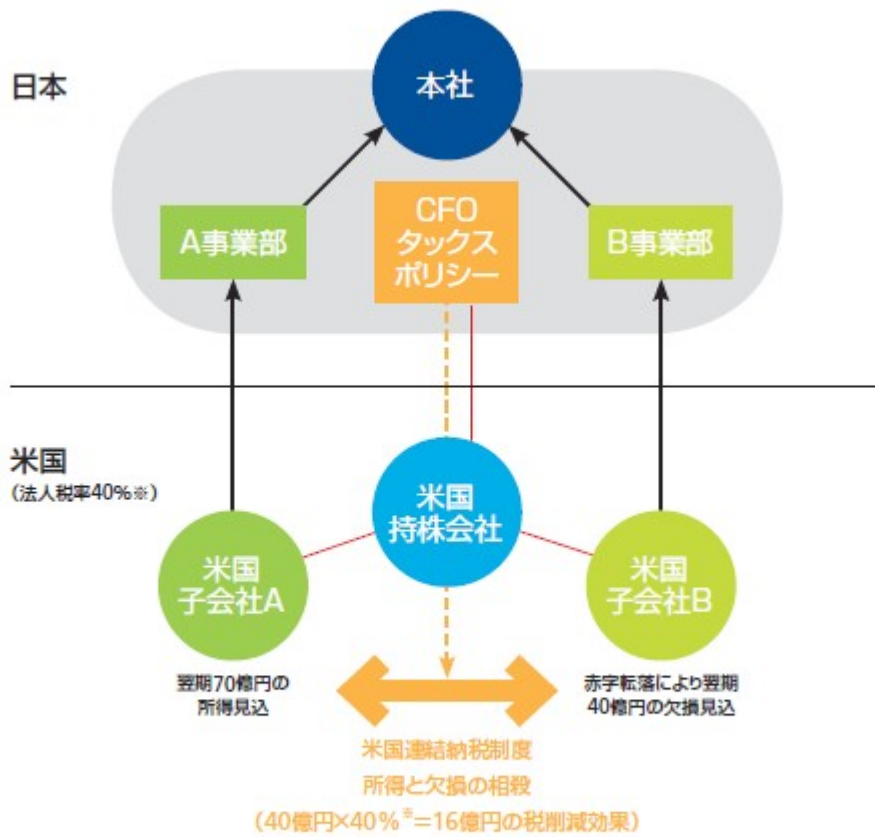 日本
本社
A事業部
CFO
タックス
ポリシー
B事業部
米国
（法人税率40％※）
米国
持株会社
米国
子会社A
米国
子会社B
翌期70億円の
所得見込
赤字転落により翌期
40億円の欠損見込
米国連結納税制度
所得と欠損の相殺
（40億円×40％※＝16億円の税削減効果）